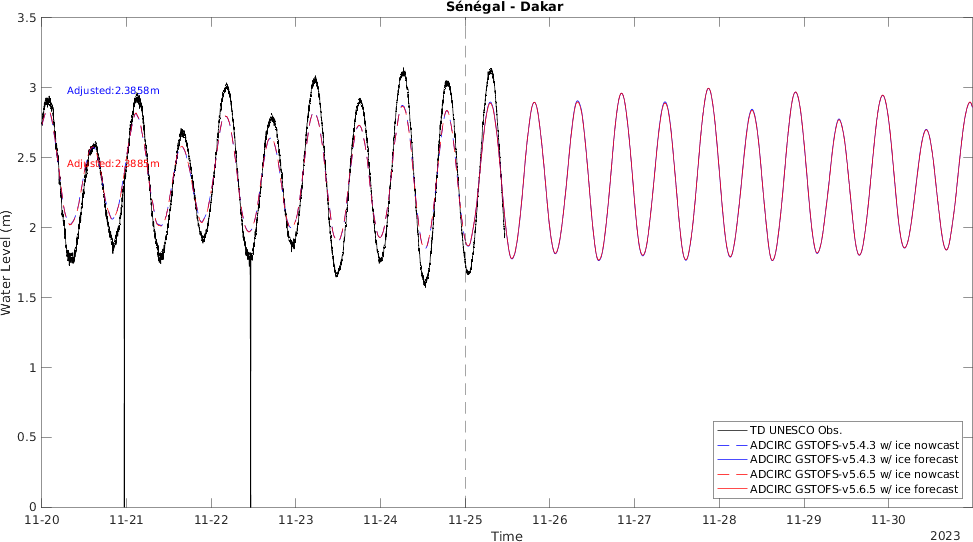 Sénégal - Dakar
3.5
3
2.5
2
1.5
1
0.5
0
Water Level (m)
Adjusted:2.3858m
Adjusted:2.3885m
TD UNESCO Obs.
ADCIRC GSTOFS-v5.4.3 w/ ice nowcast
ADCIRC GSTOFS-v5.4.3 w/ ice forecast
ADCIRC GSTOFS-v5.6.5 w/ ice nowcast
ADCIRC GSTOFS-v5.6.5 w/ ice forecast
11-20 11-21 11-22 11-23 11-24 11-25 11-26 11-27 11-28 11-29 11-30
Time
2023